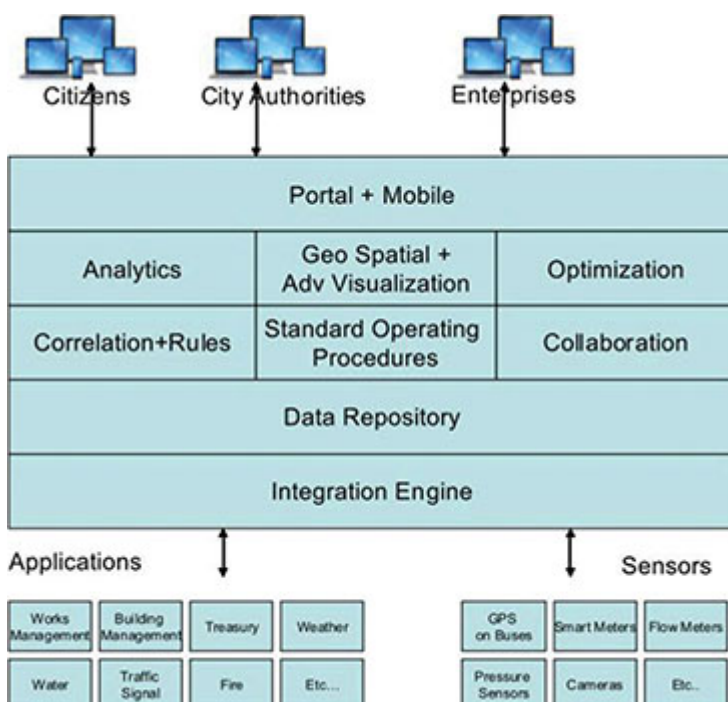 Citizens
City Authorities
Enterprises
Portal + Mobile
Analytics
Geo Spatial +
Adv Visualization
Optimization
Correlation+Rules
Standard Operating
Procedures
Collaboration
Data Repository
Integration Engine
Applications
Sensors
Works
Management
Building
Management
Treasury
Weather
GPS
on Buses
Smart Meters
Flow Meters
Water
Traffic
Signal
Fire
Etc...
Pressure
Sensors
Cameras
Etc..